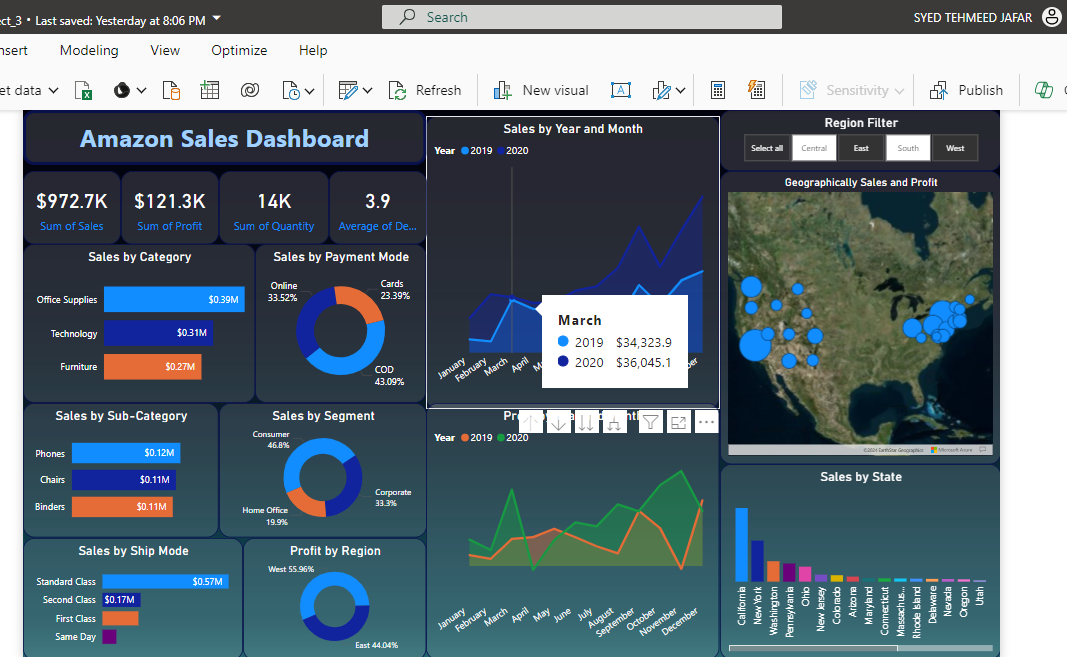 ect_3 • Last saved: Yesterday at 8:06 PM
Search
SYED TEHMEED JAFAR
nsert
Modeling
View
Optimize
Help
et data
Refresh
New visual
Sensitivity
Publish
Amazon Sales Dashboard
$972.7K
Sum of Sales
$121.3K
Sum of Profit
14K
Sum of Quantity
3.9
Average of De...
Sales by Category
Office Supplies
$0.39M
Technology
$0.31M
Furniture
$0.27M
Sales by Payment Mode
Online
33.52%
Cards
23.39%
COD
43.09%
Sales by Sub-Category
Phones
$0.12M
Chairs
$0.11M
Binders
$0.11M
Sales by Segment
Consumer
46.8%
Corporate
33.3%
Home Office
19.9%
Sales by Ship Mode
Standard Class
$0.57M
Second Class
$0.17M
First Class
Same Day
Profit by Region
West 55.96%
East 44.04%
Sales by Year and Month
Year 2019 2020
January
February
March
April
March
2019 $34,323.9
2020 $36,045.1
Year 2019 2020
January
February
March
April
May
June
July
August
September
October
November
December
Region Filter
Select all
Central
East
South
West
Geographically Sales and Profit
©2024 EarthStar Geographics
Microsoft Azure
Sales by State
California
New York
Washington
Pennsylvania
Ohio
New Jersey
Colorado
Arizona
Maryland
Connecticut
Massachus...
Rhode Island
Delaware
Nevada
Oregon
Utah